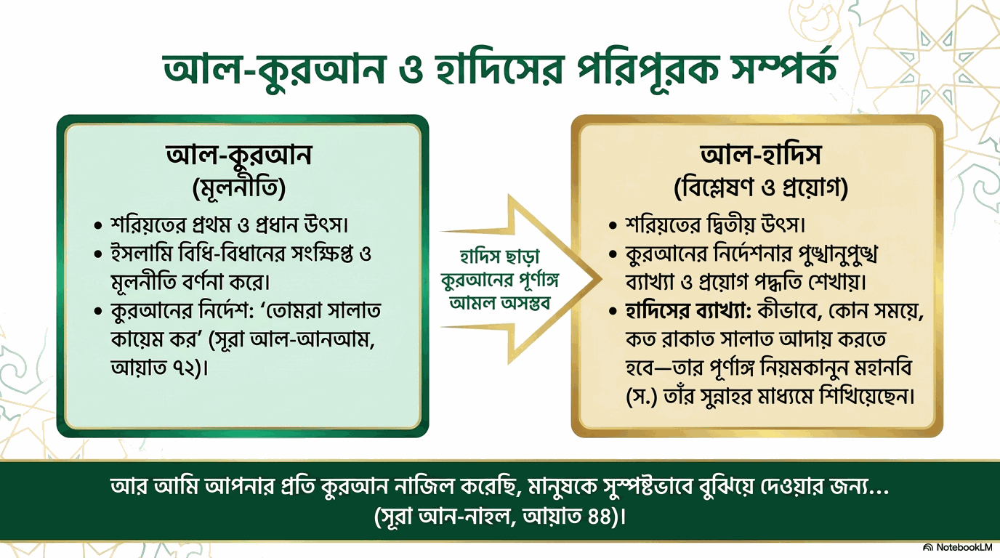 আল-কুরআন ও হাদিসের পরিপূরক সম্পর্ক
আল-কুরআন
(মূলনীতি)
• শরিয়তের প্রথম ও প্রধান উৎস।
• ইসলামি বিধি-বিধানের সংক্ষিপ্ত ও
মূলনীতি বর্ণনা করে।
• কুরআনের নির্দেশ: ‘তোমরা সালাত
কায়েম কর’ (সূরা আল-আনআম,
আয়াত ৭২)।
হাদিস ছাড়া
কুরআনের পূর্ণাঙ্গ
আমল অসম্ভব
আল-হাদিস
(বিশ্লেষণ ও প্রয়োগ)
• শরিয়তের দ্বিতীয় উৎস।
• কুরআনের নির্দেশনার পুঙ্খানুপুঙ্খ
ব্যাখ্যা ও প্রয়োগ পদ্ধতি শেখায়।
• হাদিসের ব্যাখ্যা: কীভাবে, কোন সময়ে,
কত রাকাত সালাত আদায় করতে
হবে—তার পূর্ণাঙ্গ নিয়মকানুন মহানবি
(স.) তাঁর সুন্নাহর মাধ্যমে শিখিয়েছেন।
আর আমি আপনার প্রতি কুরআন নাজিল করেছি, মানুষকে সুস্পষ্টভাবে বুঝিয়ে দেওয়ার জন্য...
(সূরা আন-নাহল, আয়াত ৪৪)।
NotebookLM